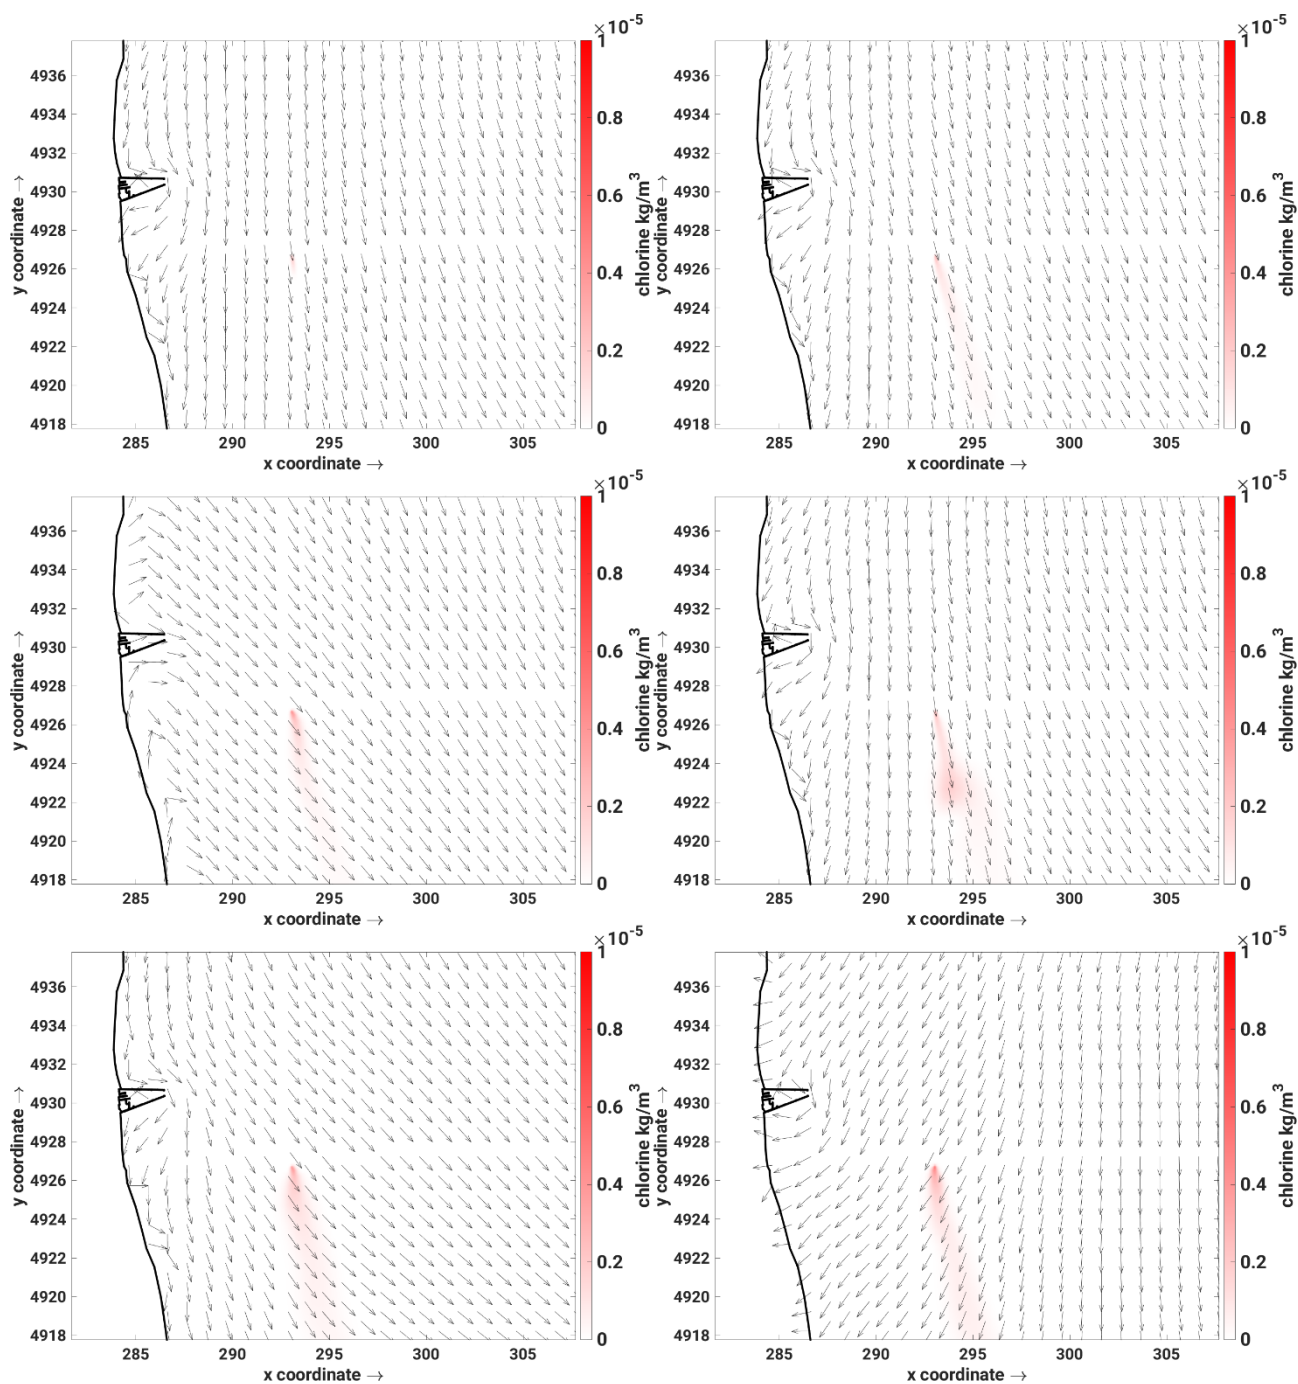 ×10⁻⁵ ×10⁻⁵
4936 1 4936 1
4934 0.8 4934 0.8
4932 4932
4930 0.6 4930 0.6
4928 4928
4926 0.4 4926 0.4
4924 4924
4922 0.2 4922 0.2
4920 4920
4918 0 4918 0
y coordinate → chlorine kg/m³ y coordinate → chlorine kg/m³
285 290 295 300 305 285 290 295 300 305
x coordinate → x coordinate →
×10⁻⁵ ×10⁻⁵
4936 1 4936 1
4934 0.8 4934 0.8
4932 4932
4930 0.6 4930 0.6
4928 4928
4926 0.4 4926 0.4
4924 4924
4922 0.2 4922 0.2
4920 4920
4918 0 4918 0
y coordinate → chlorine kg/m³ y coordinate → chlorine kg/m³
285 290 295 300 305 285 290 295 300 305
x coordinate → x coordinate →
×10⁻⁵ ×10⁻⁵
4936 1 4936 1
4934 0.8 4934 0.8
4932 4932
4930 0.6 4930 0.6
4928 4928
4926 0.4 4926 0.4
4924 4924
4922 0.2 4922 0.2
4920 4920
4918 0 4918 0
y coordinate → chlorine kg/m³ y coordinate → chlorine kg/m³
285 290 295 300 305 285 290 295 300 305
x coordinate → x coordinate →